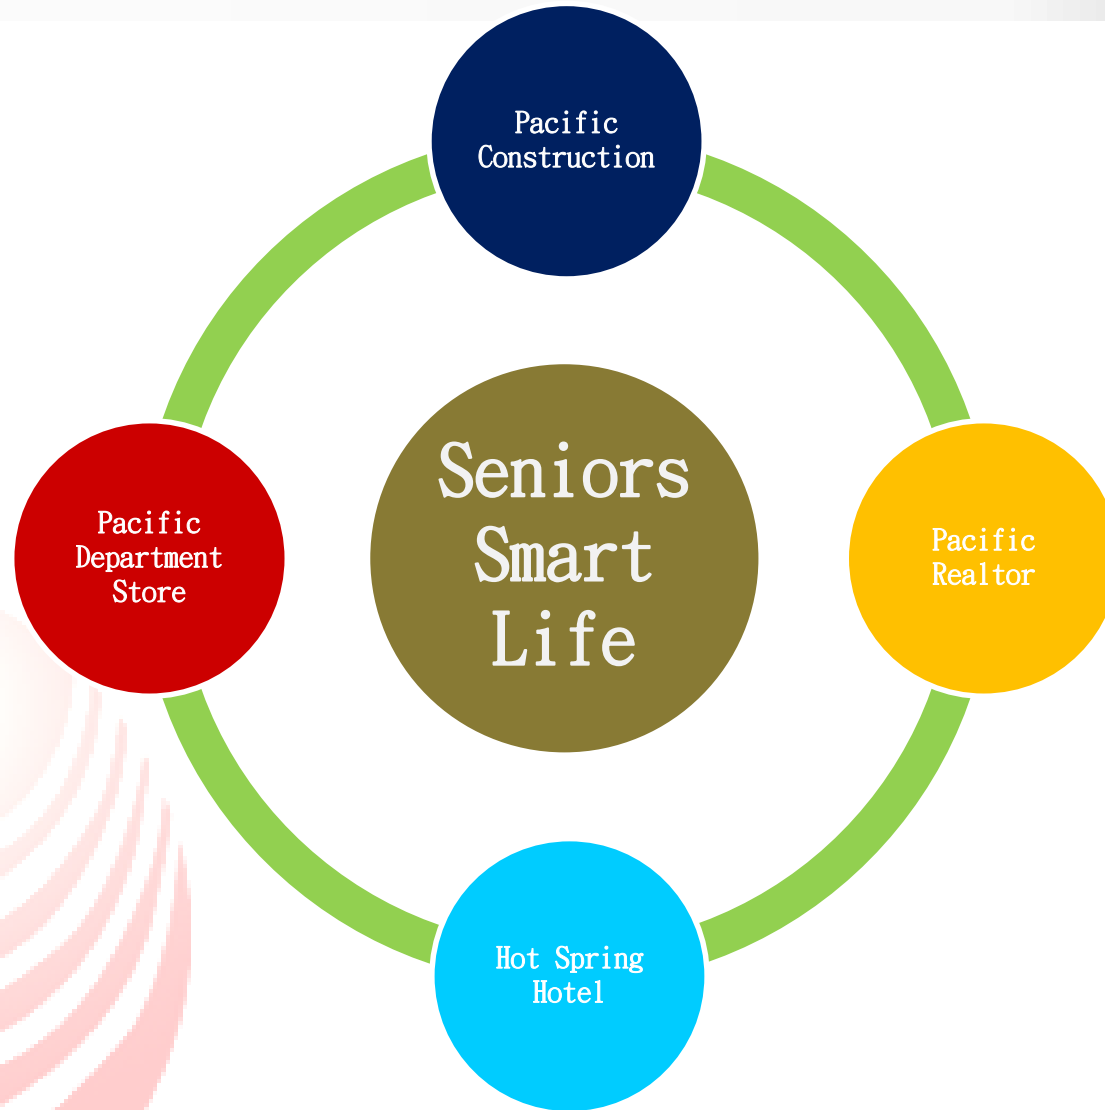 Pacific
Construction
Seniors
Smart
Life
Pacific
Department
Store
Pacific
Realtor
Hot Spring
Hotel